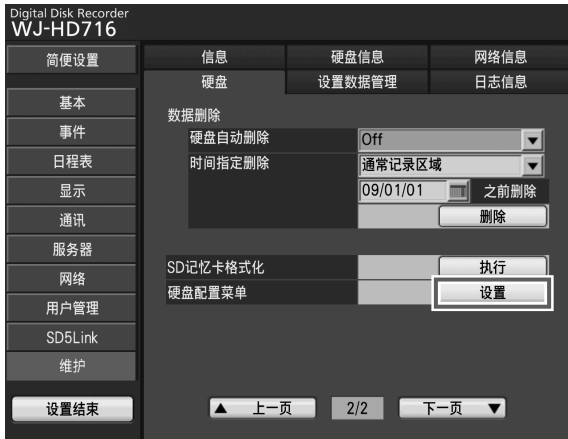 Digital Disk Recorder
WJ-HD716
简便设置
基本
事件
日程表
显示
通讯
服务器
网络
用户管理
SD5Link
维护
设置结束
信息 硬盘信息 网络信息
硬盘 设置数据管理 日志信息
数据删除
硬盘自动删除 Off
时间指定删除 通常记录区域
09/01/01 之前删除
删除
SD记忆卡格式化 执行
硬盘配置菜单 设置
▲ 上一页 2/2 下一页 ▼